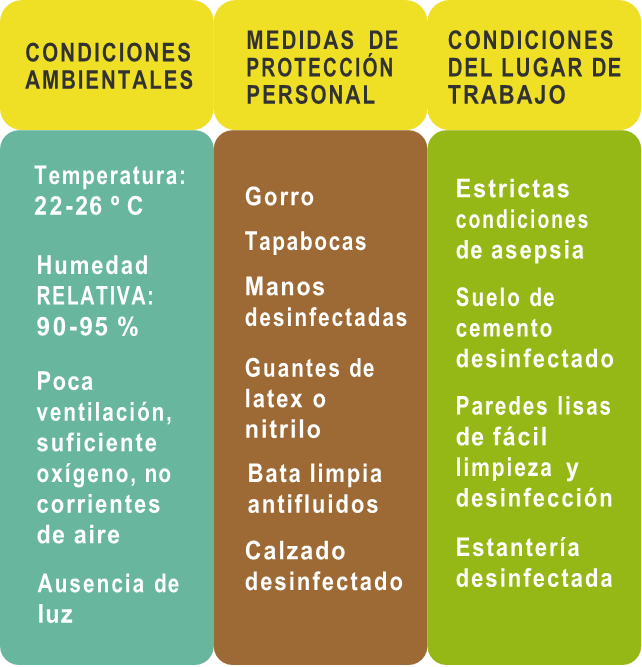 CONDICIONES
AMBIENTALES
MEDIDAS DE
PROTECCIÓN
PERSONAL
CONDICIONES
DEL LUGAR DE
TRABAJO
Temperatura:
22-26 º C
Humedad
RELATIVA:
90-95 %
Poca
ventilación,
suficiente
oxígeno, no
corrientes
de aire
Ausencia de
luz
Gorro
Tapabocas
Manos
desinfectadas
Guantes de
latex o
nitrilo
Bata limpia
antifluidos
Calzado
desinfectado
Estrictas
condiciones
de asepsia
Suelo de
cemento
desinfectado
Paredes lisas
de fácil
limpieza y
desinfección
Estantería
desinfectada